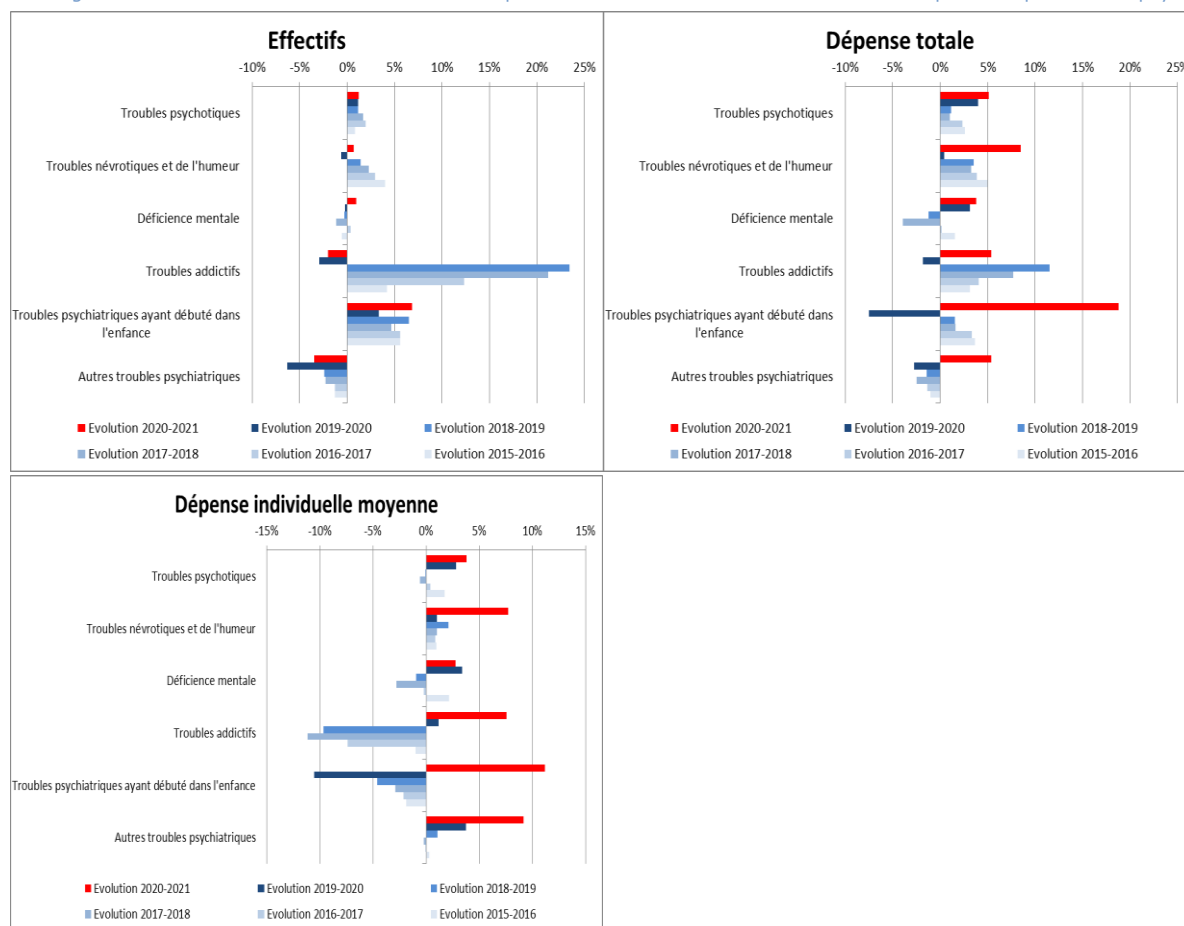 Effectifs
-10% -5% 0% 5% 10% 15% 20% 25%
Troubles psychotiques
Troubles névrotiques et de l'humeur
Déficience mentale
Troubles addictifs
Troubles psychiatriques ayant débuté dans
l'enfance
Autres troubles psychiatriques
Evolution 2020-2021 Evolution 2019-2020 Evolution 2018-2019
Evolution 2017-2018 Evolution 2016-2017 Evolution 2015-2016
Dépense totale
-10% -5% 0% 5% 10% 15% 20% 25%
Troubles psychotiques
Troubles névrotiques et de l'humeur
Déficience mentale
Troubles addictifs
Troubles psychiatriques ayant débuté dans
l'enfance
Autres troubles psychiatriques
Evolution 2020-2021 Evolution 2019-2020 Evolution 2018-2019
Evolution 2017-2018 Evolution 2016-2017 Evolution 2015-2016
Dépense individuelle moyenne
-15% -10% -5% 0% 5% 10% 15%
Troubles psychotiques
Troubles névrotiques et de l'humeur
Déficience mentale
Troubles addictifs
Troubles psychiatriques ayant débuté dans l'enfance
Autres troubles psychiatriques
Evolution 2020-2021 Evolution 2019-2020 Evolution 2018-2019
Evolution 2017-2018 Evolution 2016-2017 Evolution 2015-2016